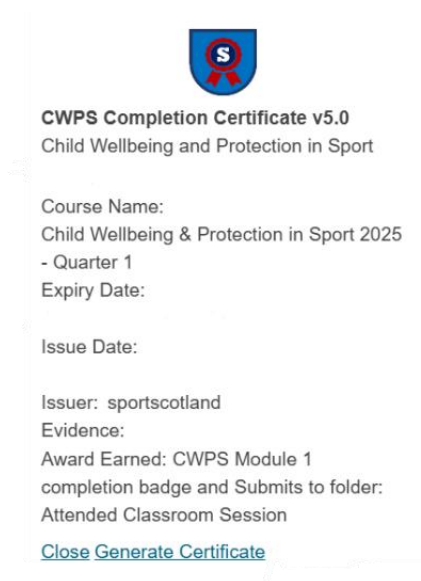 S
CWPS Completion Certificate v5.0
Child Wellbeing and Protection in Sport
Course Name:
Child Wellbeing & Protection in Sport 2025
- Quarter 1
Expiry Date:
Issue Date:
Issuer: sportscotland
Evidence:
Award Earned: CWPS Module 1
completion badge and Submits to folder:
Attended Classroom Session
Close Generate Certificate